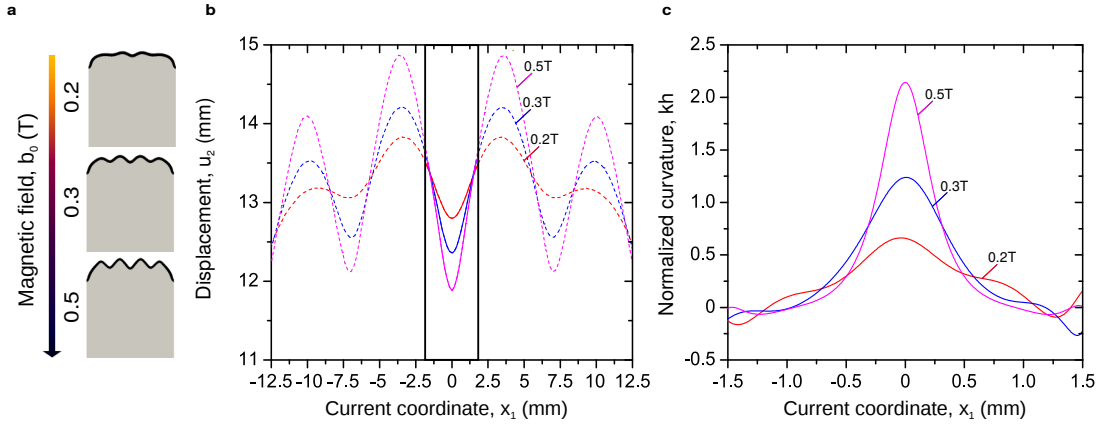 a
Magnetic field, b₀ (T)
0.2
0.3
0.5
b
Displacement, u₂ (mm)
15
14
13
12
11
0.5T
0.3T
0.2T
-12.5 -10 -7.5 -5 -2.5 0 2.5 5 7.5 10 12.5
Current coordinate, x₁ (mm)
c
Normalized curvature, kh
2.5
2.0
1.5
1.0
0.5
0
-0.5
0.5T
0.3T
0.2T
-1.5 -1.0 -0.5 0 0.5 1.0 1.5
Current coordinate, x₁ (mm)